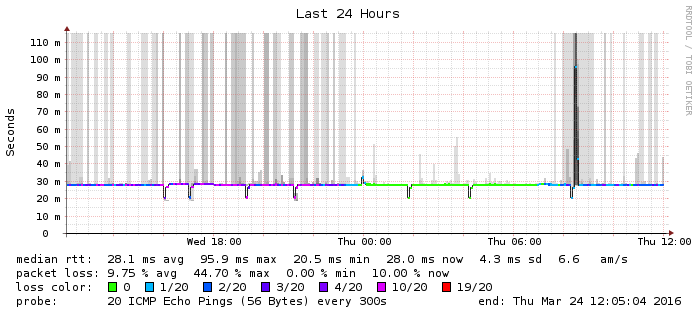 Last 24 Hours
RRDTOOL / TOBI OETIKER
Seconds
110 m
100 m
90 m
80 m
70 m
60 m
50 m
40 m
30 m
20 m
10 m
0
Wed 18:00 Thu 00:00 Thu 06:00 Thu 12:00
median rtt: 28.1 ms avg 95.9 ms max 20.5 ms min 28.0 ms now 4.3 ms sd 6.6 am/s
packet loss: 9.75 % avg 44.70 % max 0.00 % min 10.00 % now
loss color: 0 1/20 2/20 3/20 4/20 10/20 19/20
probe: 20 ICMP Echo Pings (56 Bytes) every 300s end: Thu Mar 24 12:05:04 2016